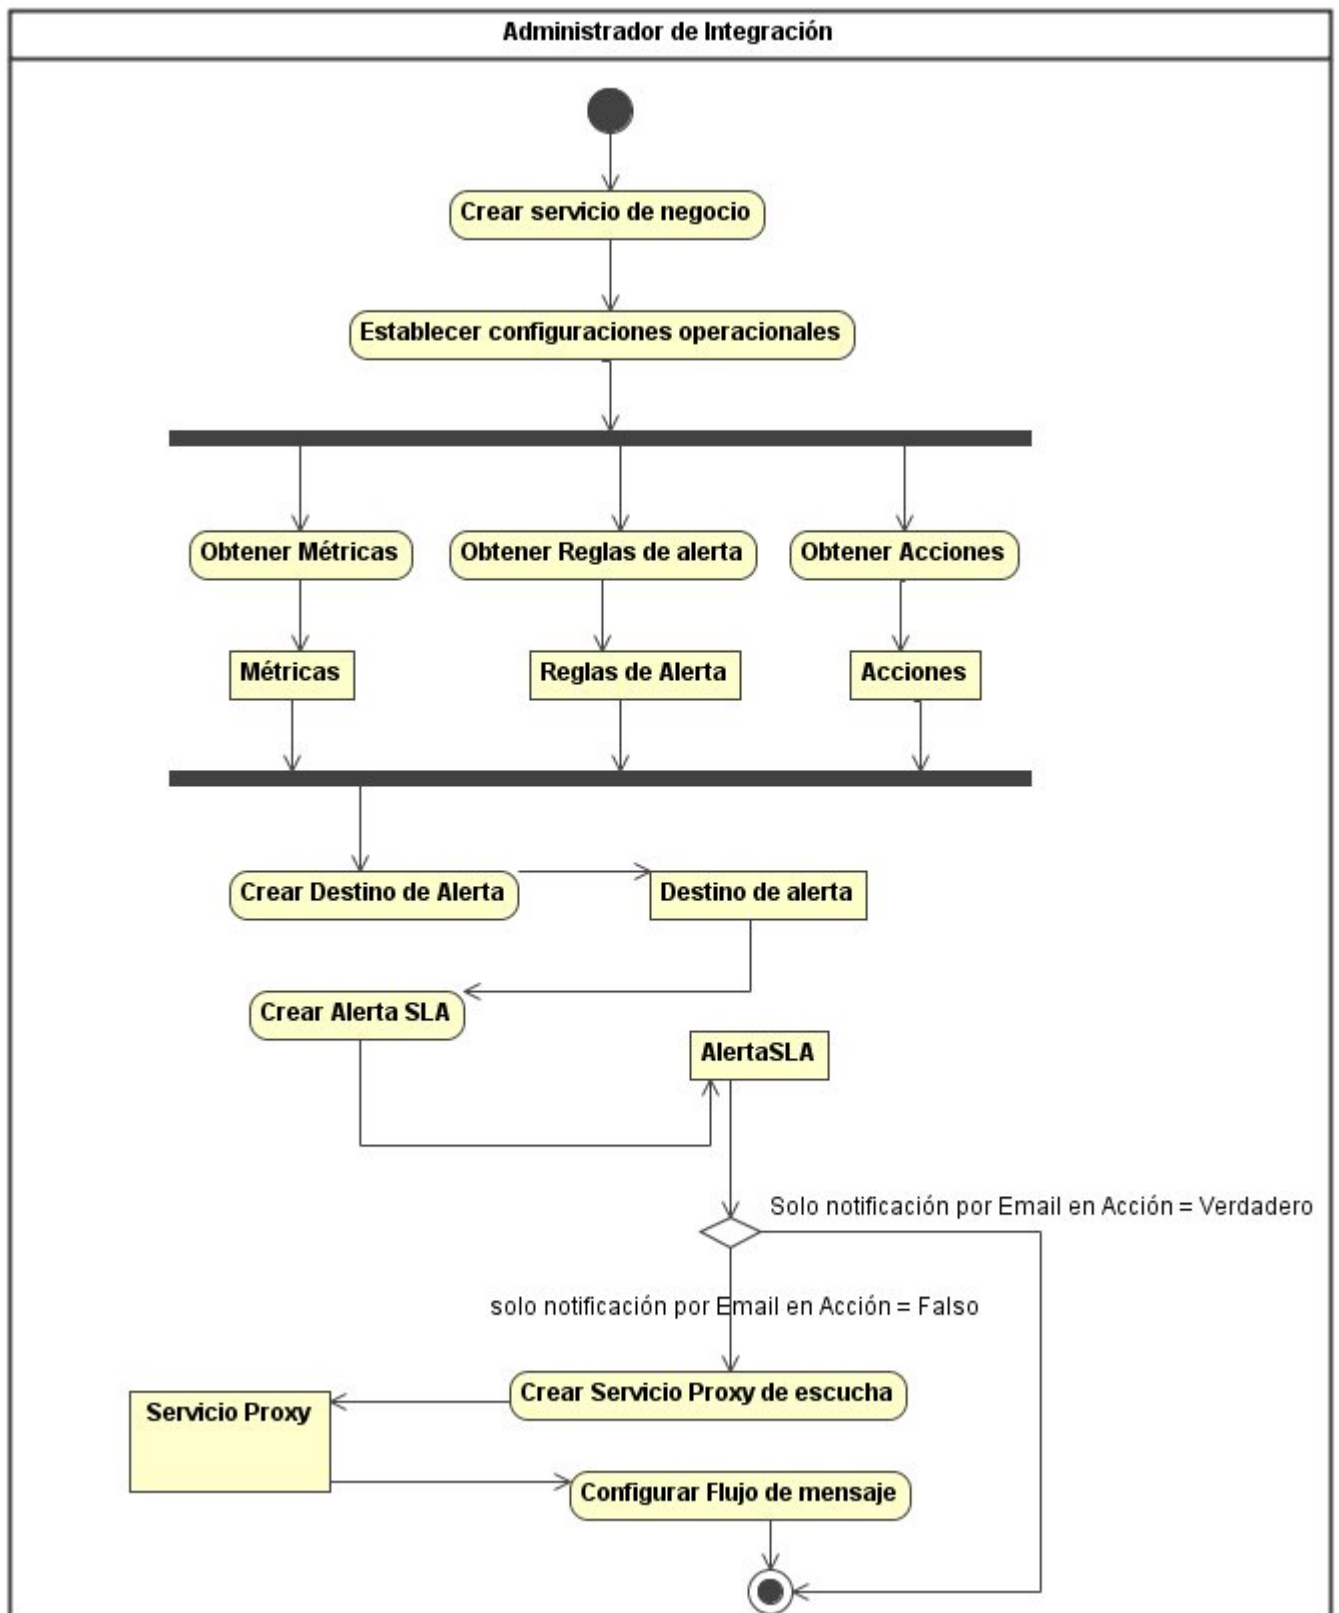 Administrador de Integración
Crear servicio de negocio
Establecer configuraciones operacionales
Obtener Métricas
Obtener Reglas de alerta
Obtener Acciones
Métricas
Reglas de Alerta
Acciones
Crear Destino de Alerta
Destino de alerta
Crear Alerta SLA
AlertaSLA
Solo notificación por Email en Acción = Verdadero
solo notificación por Email en Acción = Falso
Crear Servicio Proxy de escucha
Servicio Proxy
Configurar Flujo de mensaje